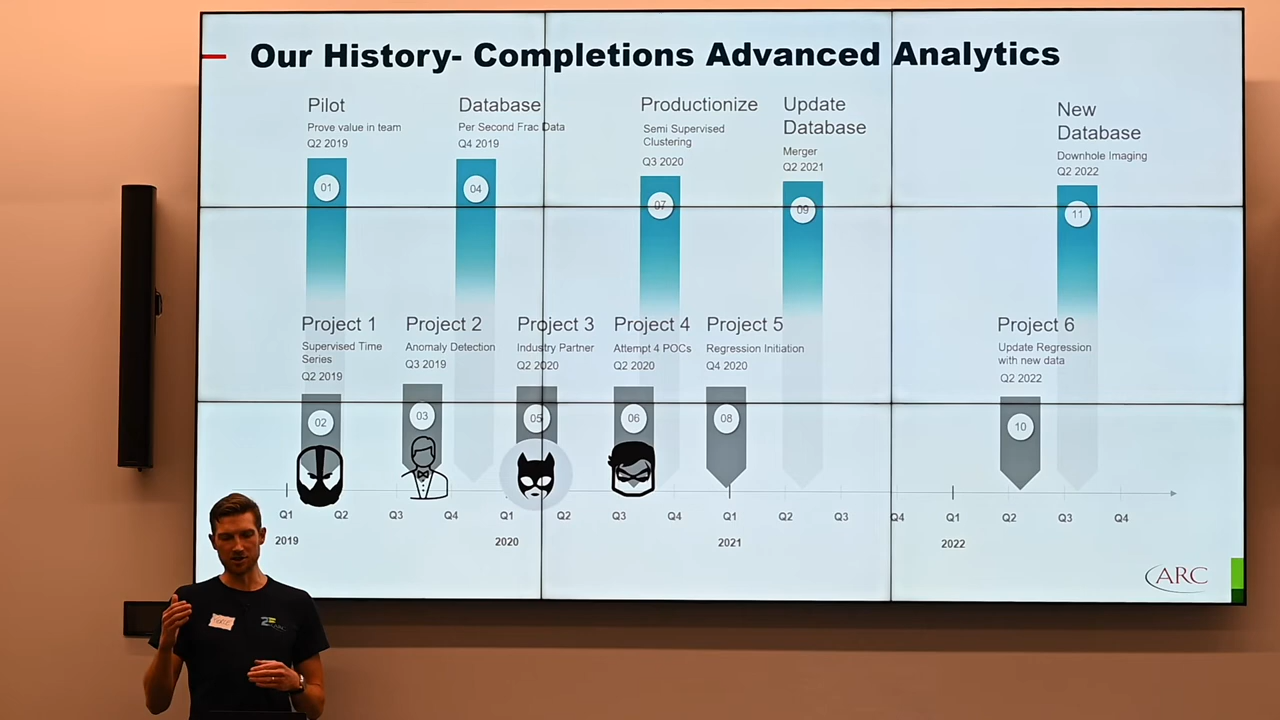 Our History- Completions Advanced Analytics
Pilot
Prove value in team
Q2 2019
01
Database
Per Second Frac Data
Q4 2019
04
Productionize
Semi Supervised
Clustering
Q3 2020
07
Update
Database
Merger
Q2 2021
09
New
Database
Downhole Imaging
Q2 2022
11
Project 1
Supervised Time
Series
Q2 2019
02
Project 2
Anomaly Detection
Q3 2019
03
Project 3
Industry Partner
Q2 2020
05
Project 4
Attempt 4 POCs
Q2 2020
06
Project 5
Regression Initiation
Q4 2020
08
Project 6
Update Regression
with new data
Q2 2022
10
Q1 Q2 Q3 Q4 Q1 Q2 Q3 Q4 Q1 Q2 Q3 Q4 Q1 Q2 Q3 Q4
2019 2020 2021 2022
ARC